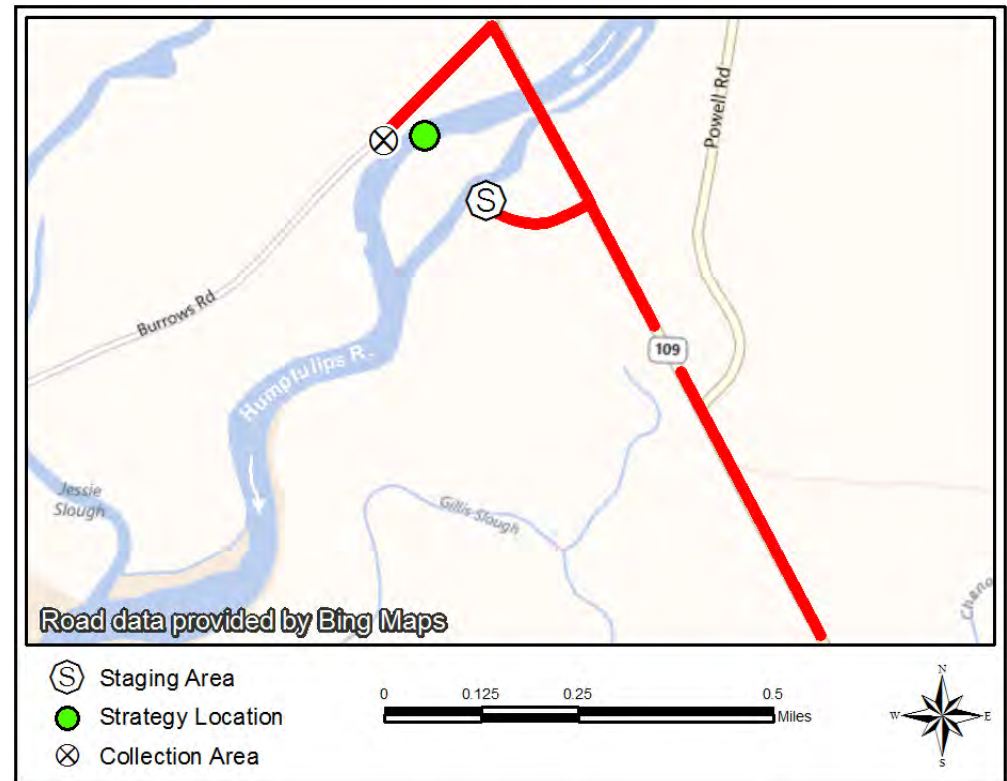 Powell Rd
S
Burrows Rd
109
Humptulips R.
Jessie
Slough
Gillis Slough
Road data provided by Bing Maps
S Staging Area
Strategy Location
Collection Area
0 0.125 0.25 0.5
Miles
N
W E
S